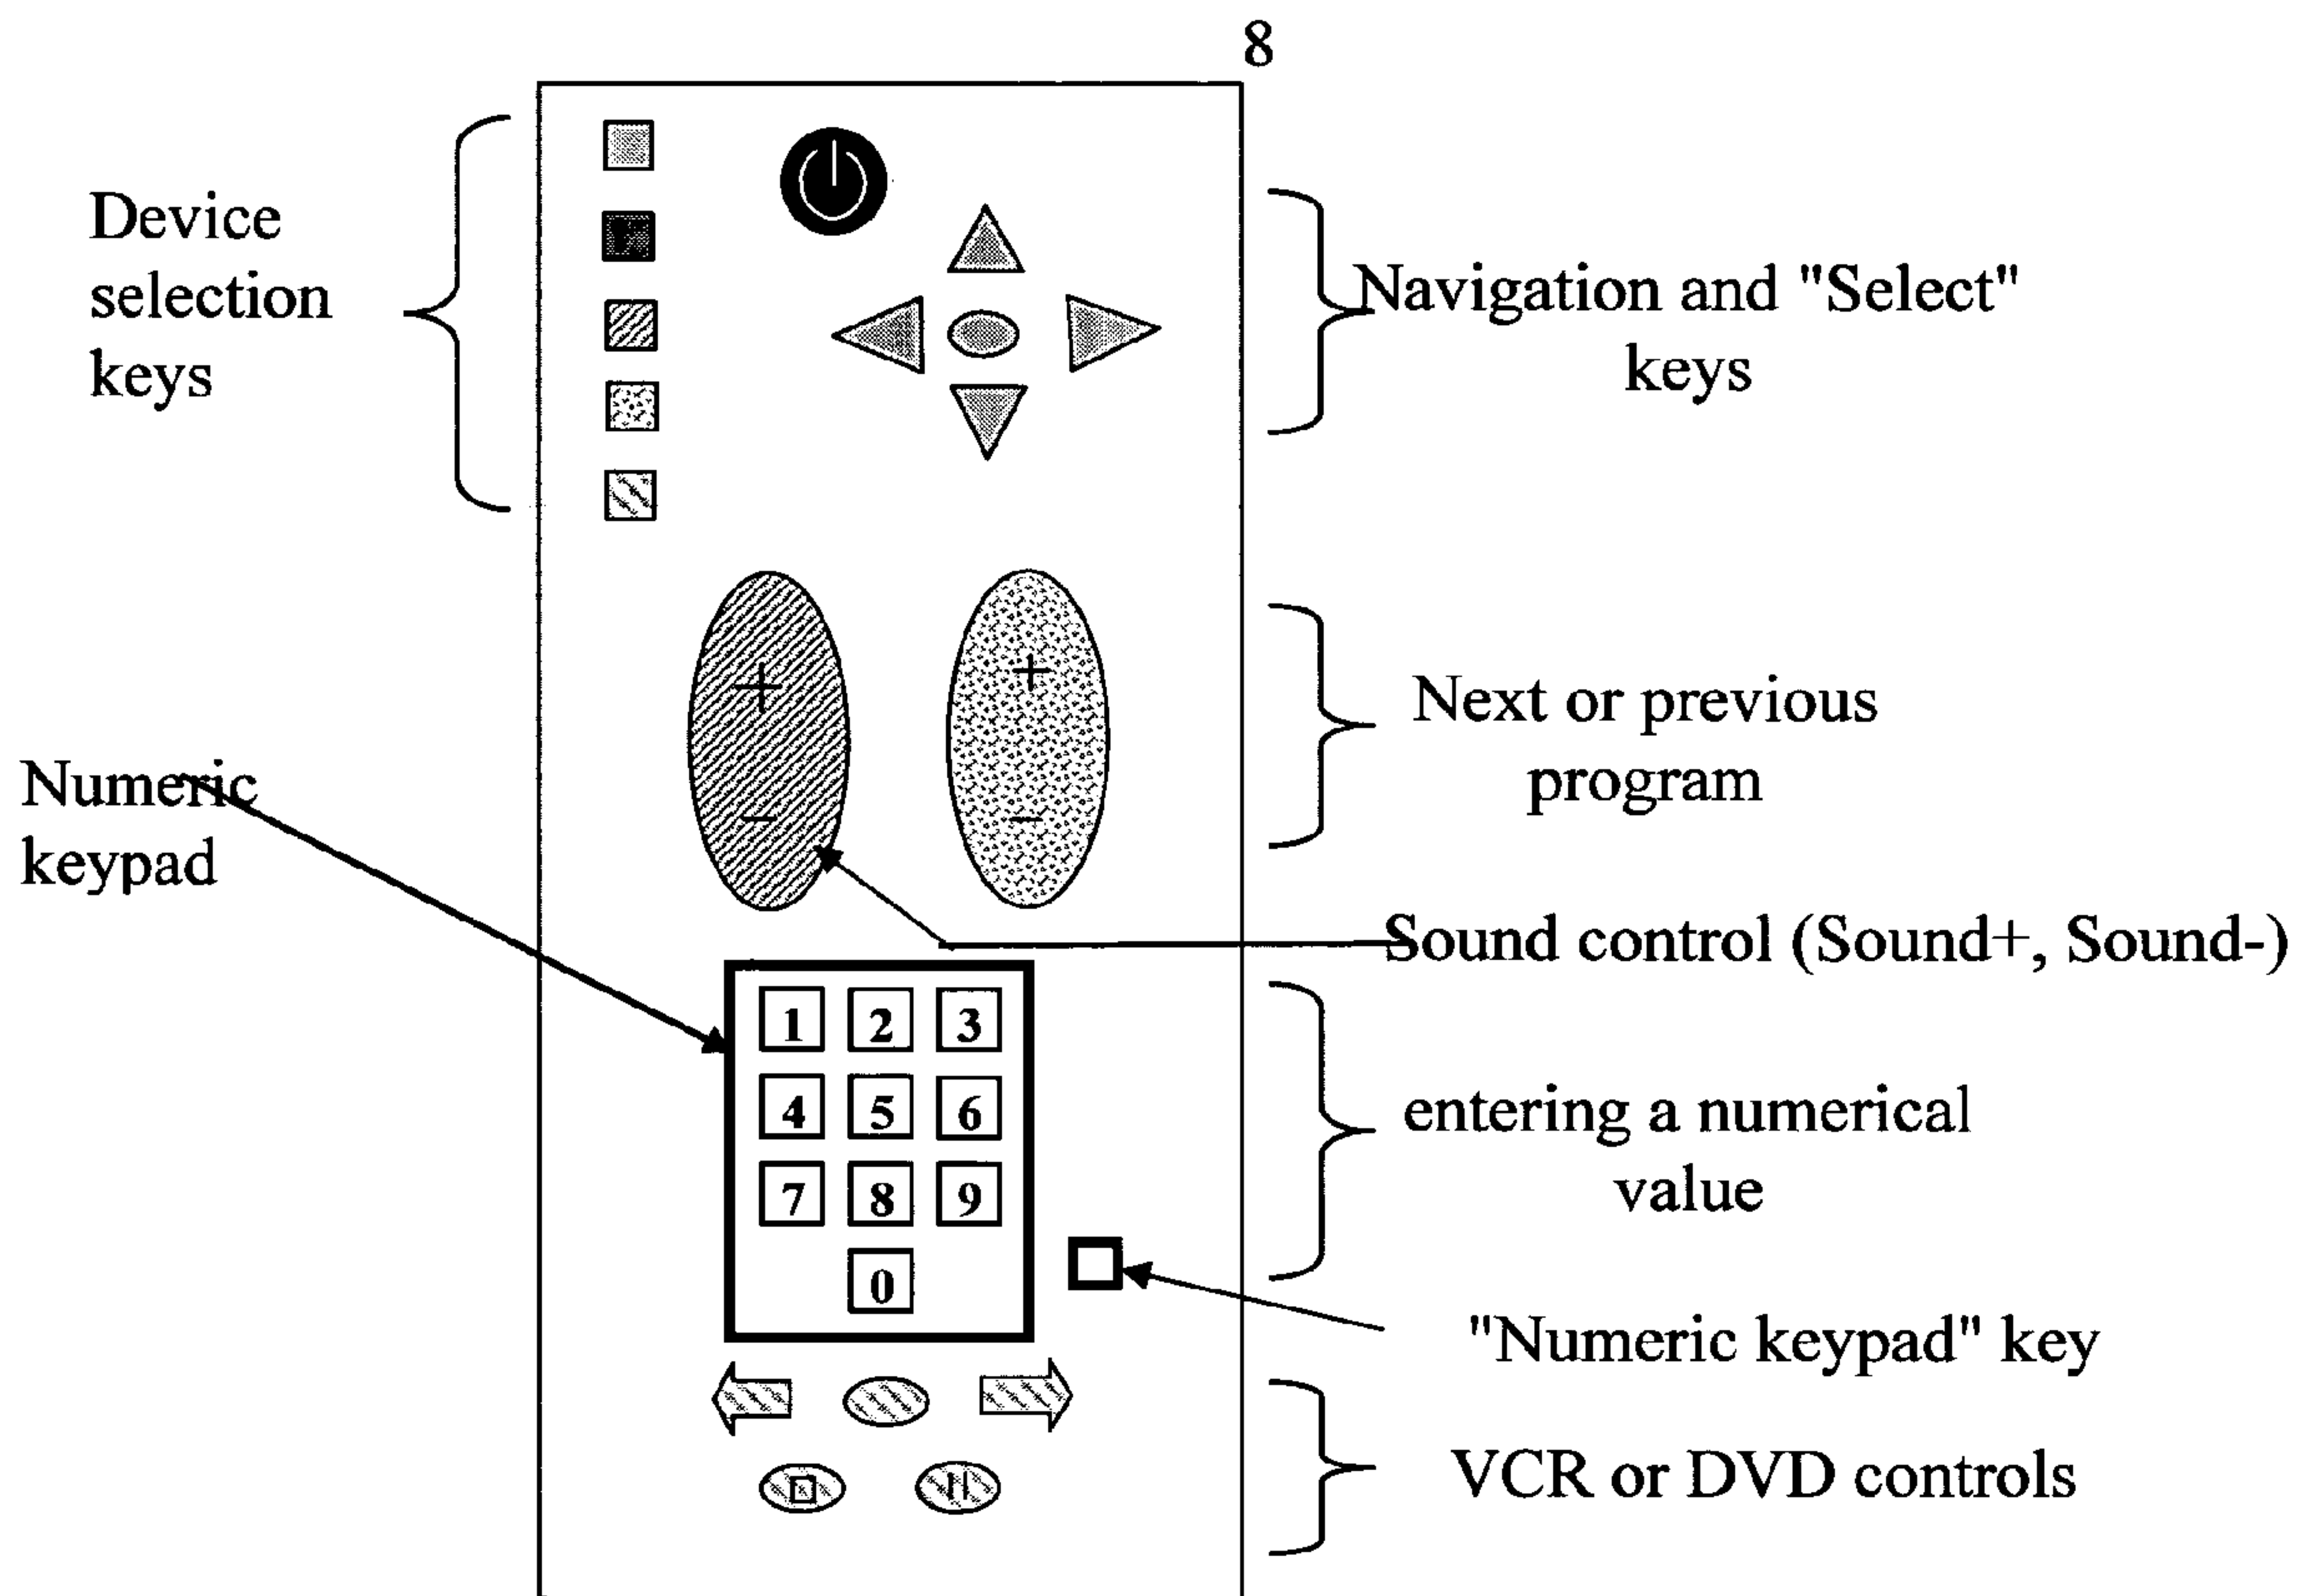 8
Device
selection
keys
Navigation and "Select"
keys
+
+
Next or previous
program
-
-
Numeric
keypad
Sound control (Sound+, Sound-)
1 2 3
4 5 6
7 8 9
0
entering a numerical
value
"Numeric keypad" key
VCR or DVD controls